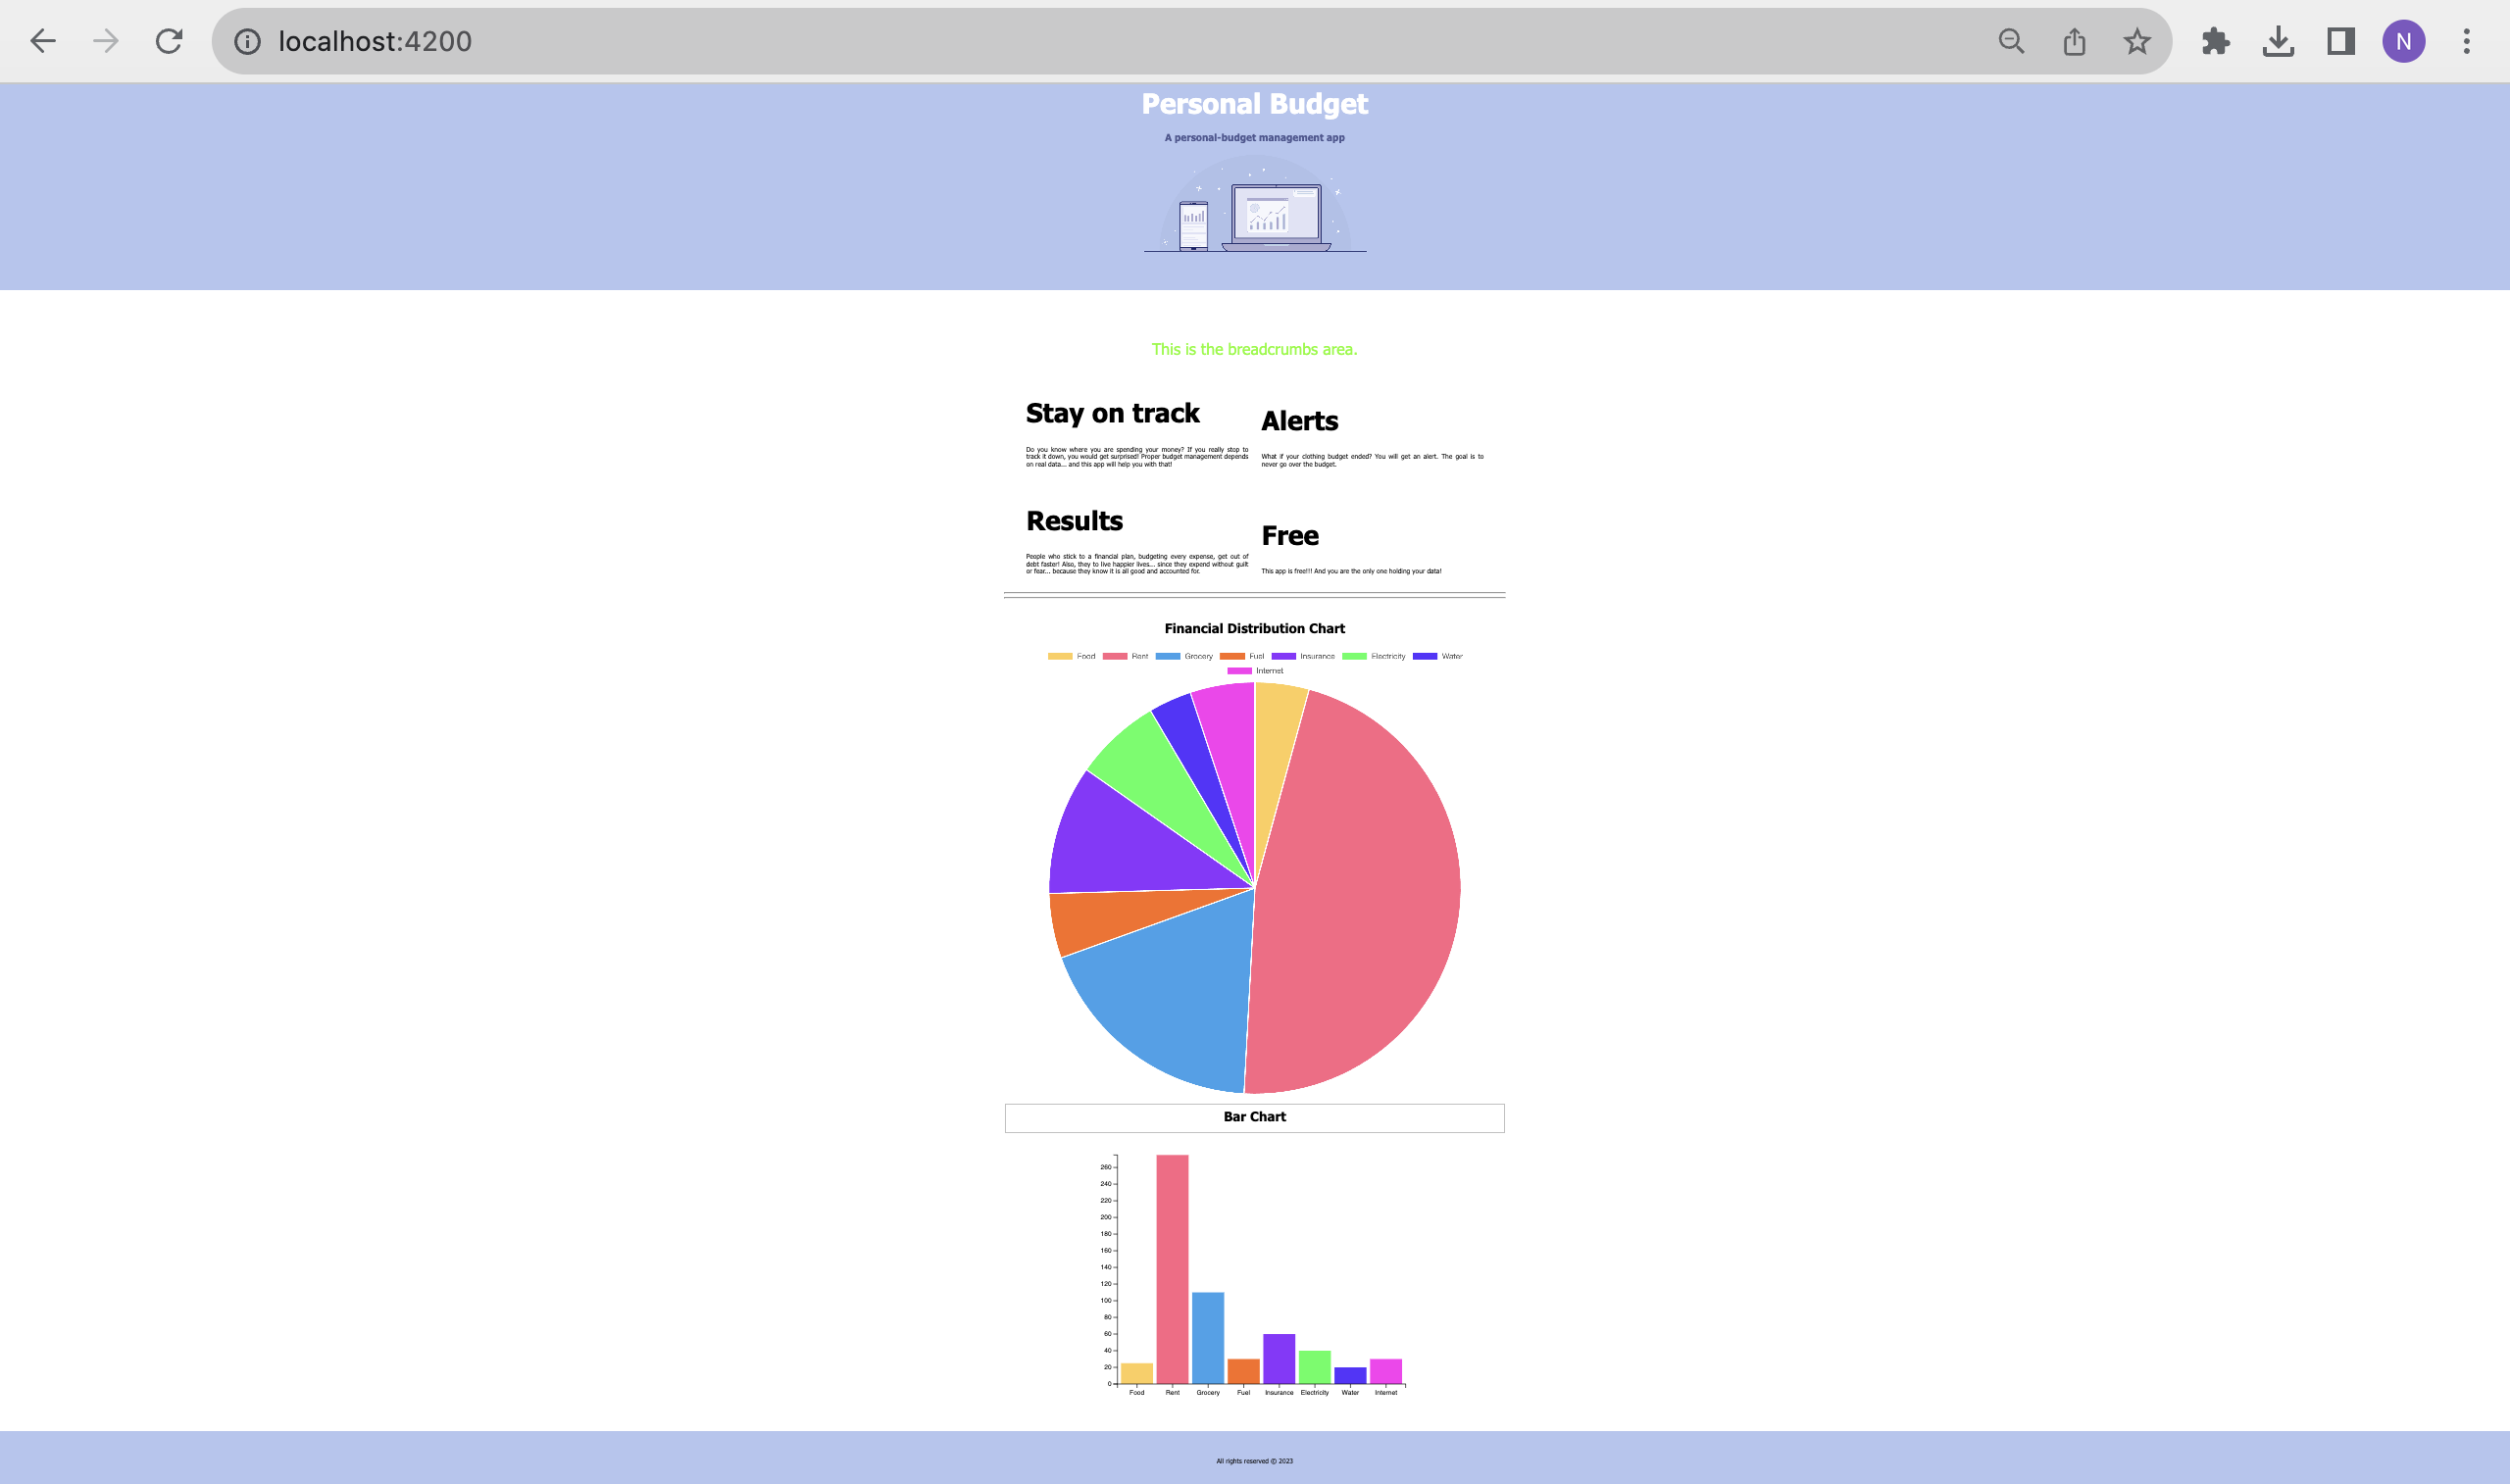 localhost:4200
N
Personal Budget
A personal-budget management app
This is the breadcrumbs area.
Stay on track
Do you know where you are spending your money? If you really stop to
track it down, you would get surprised! Proper budget management depends
on real data... and this app will help you with that!
Alerts
What if your clothing budget ended? You will get an alert. The goal is to
never go over the budget.
Results
People who stick to a financial plan, budgeting every expense, get out of
debt faster! Also, they to live happier lives... since they expend without guilt
or fear... because they know it is all good and accounted for.
Free
This app is free!!! And you are the only one holding your data!
Financial Distribution Chart
Food Rent Grocery Fuel Insurance Electricity Water
Internet
Bar Chart
260
240
220
200
180
160
140
120
100
80
60
40
20
0
Food Rent Grocery Fuel Insurance Electricity Water Internet
All rights reserved © 2023